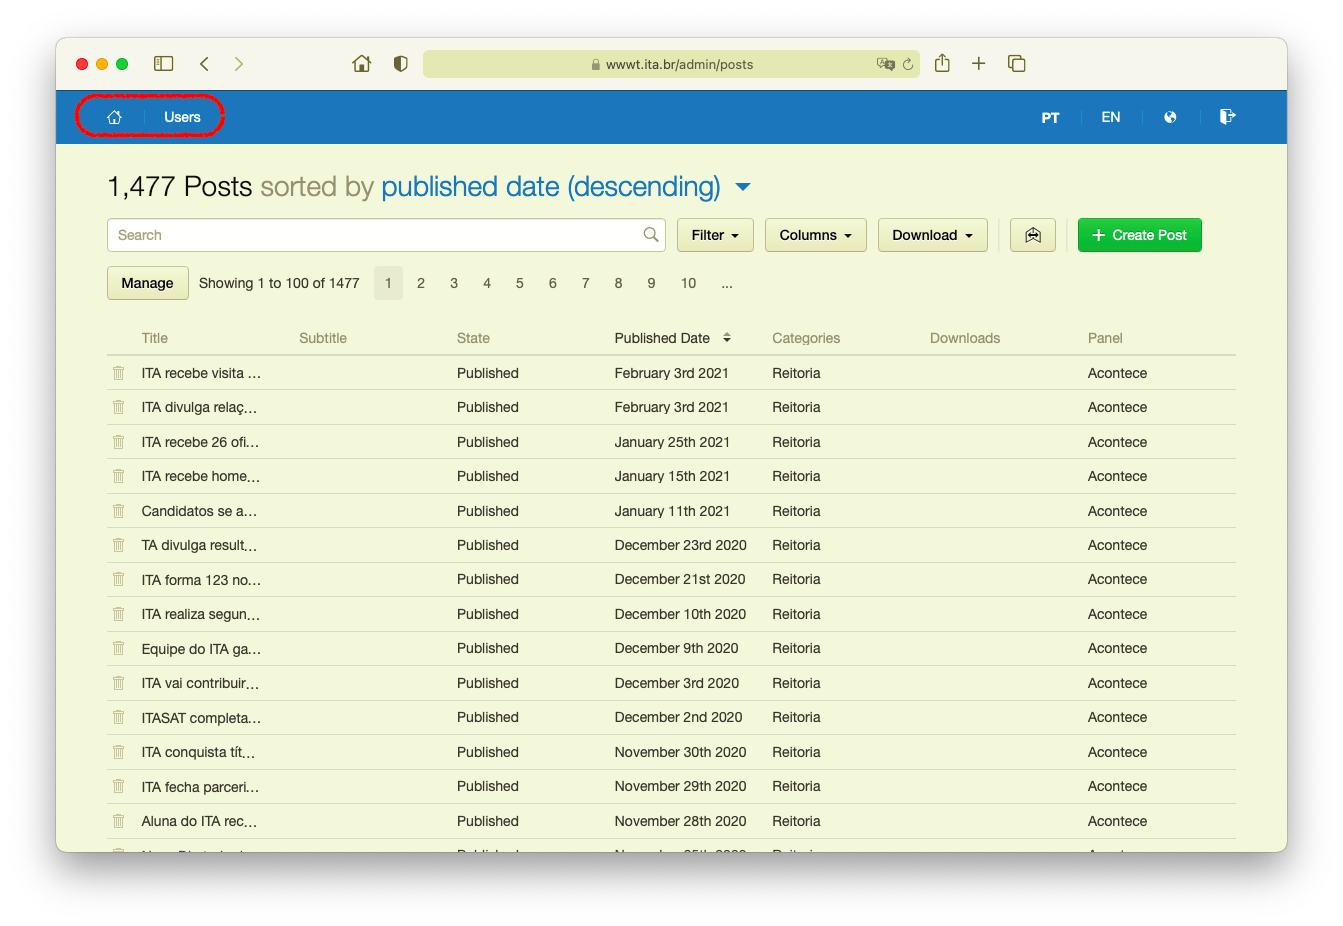 wwwt.ita.br/admin/posts
Users PT EN
1,477 Posts sorted by published date (descending)
Search Filter Columns Download + Create Post
Manage Showing 1 to 100 of 1477 1 2 3 4 5 6 7 8 9 10 ...
Title Subtitle State Published Date Categories Downloads Panel
ITA recebe visita ... Published February 3rd 2021 Reitoria Acontece
ITA divulga relaç... Published February 3rd 2021 Reitoria Acontece
ITA recebe 26 ofi... Published January 25th 2021 Reitoria Acontece
ITA recebe home... Published January 15th 2021 Reitoria Acontece
Candidatos se a... Published January 11th 2021 Reitoria Acontece
TA divulga result... Published December 23rd 2020 Reitoria Acontece
ITA forma 123 no... Published December 21st 2020 Reitoria Acontece
ITA realiza segun... Published December 10th 2020 Reitoria Acontece
Equipe do ITA ga... Published December 9th 2020 Reitoria Acontece
ITA vai contribuir... Published December 3rd 2020 Reitoria Acontece
ITASAT completa... Published December 2nd 2020 Reitoria Acontece
ITA conquista tít... Published November 30th 2020 Reitoria Acontece
ITA fecha parceri... Published November 29th 2020 Reitoria Acontece
Aluna do ITA rec... Published November 28th 2020 Reitoria Acontece